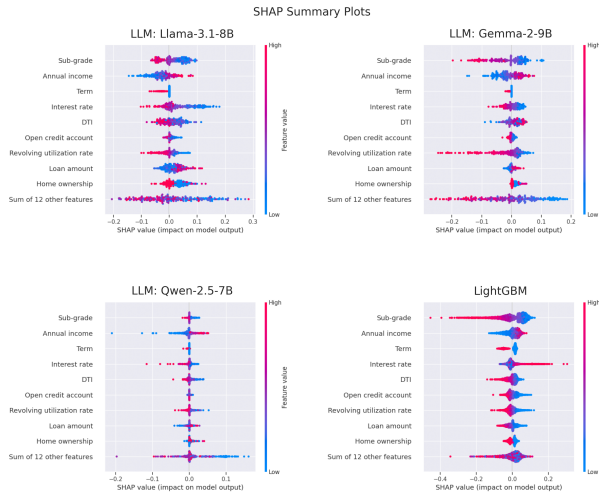 SHAP Summary Plots
LLM: Llama-3.1-8B
High
Sub-grade
Annual income
Term
Interest rate
DTI
Open credit account
Revolving utilization rate
Loan amount
Home ownership
Sum of 12 other features
Feature value
Low
−0.2 −0.1 0.0 0.1 0.2 0.3
SHAP value (impact on model output)
LLM: Gemma-2-9B
High
Sub-grade
Annual income
Term
Interest rate
DTI
Open credit account
Revolving utilization rate
Loan amount
Home ownership
Sum of 12 other features
Low
−0.2 −0.1 0.0 0.1 0.2
SHAP value (impact on model output)
LLM: Qwen-2.5-7B
High
Sub-grade
Annual income
Term
Interest rate
DTI
Open credit account
Revolving utilization rate
Loan amount
Home ownership
Sum of 12 other features
Feature value
Low
−0.2 −0.1 0.0 0.1
SHAP value (impact on model output)
LightGBM
High
Sub-grade
Annual income
Term
Interest rate
DTI
Open credit account
Revolving utilization rate
Loan amount
Home ownership
Sum of 12 other features
Low
−0.4 −0.2 0.0 0.2
SHAP value (impact on model output)